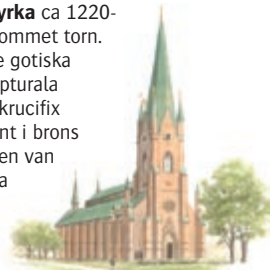 yrka ca 1220-
ommet torn.
e gotiska
pturala
krucifix
nt i brons
en van
a